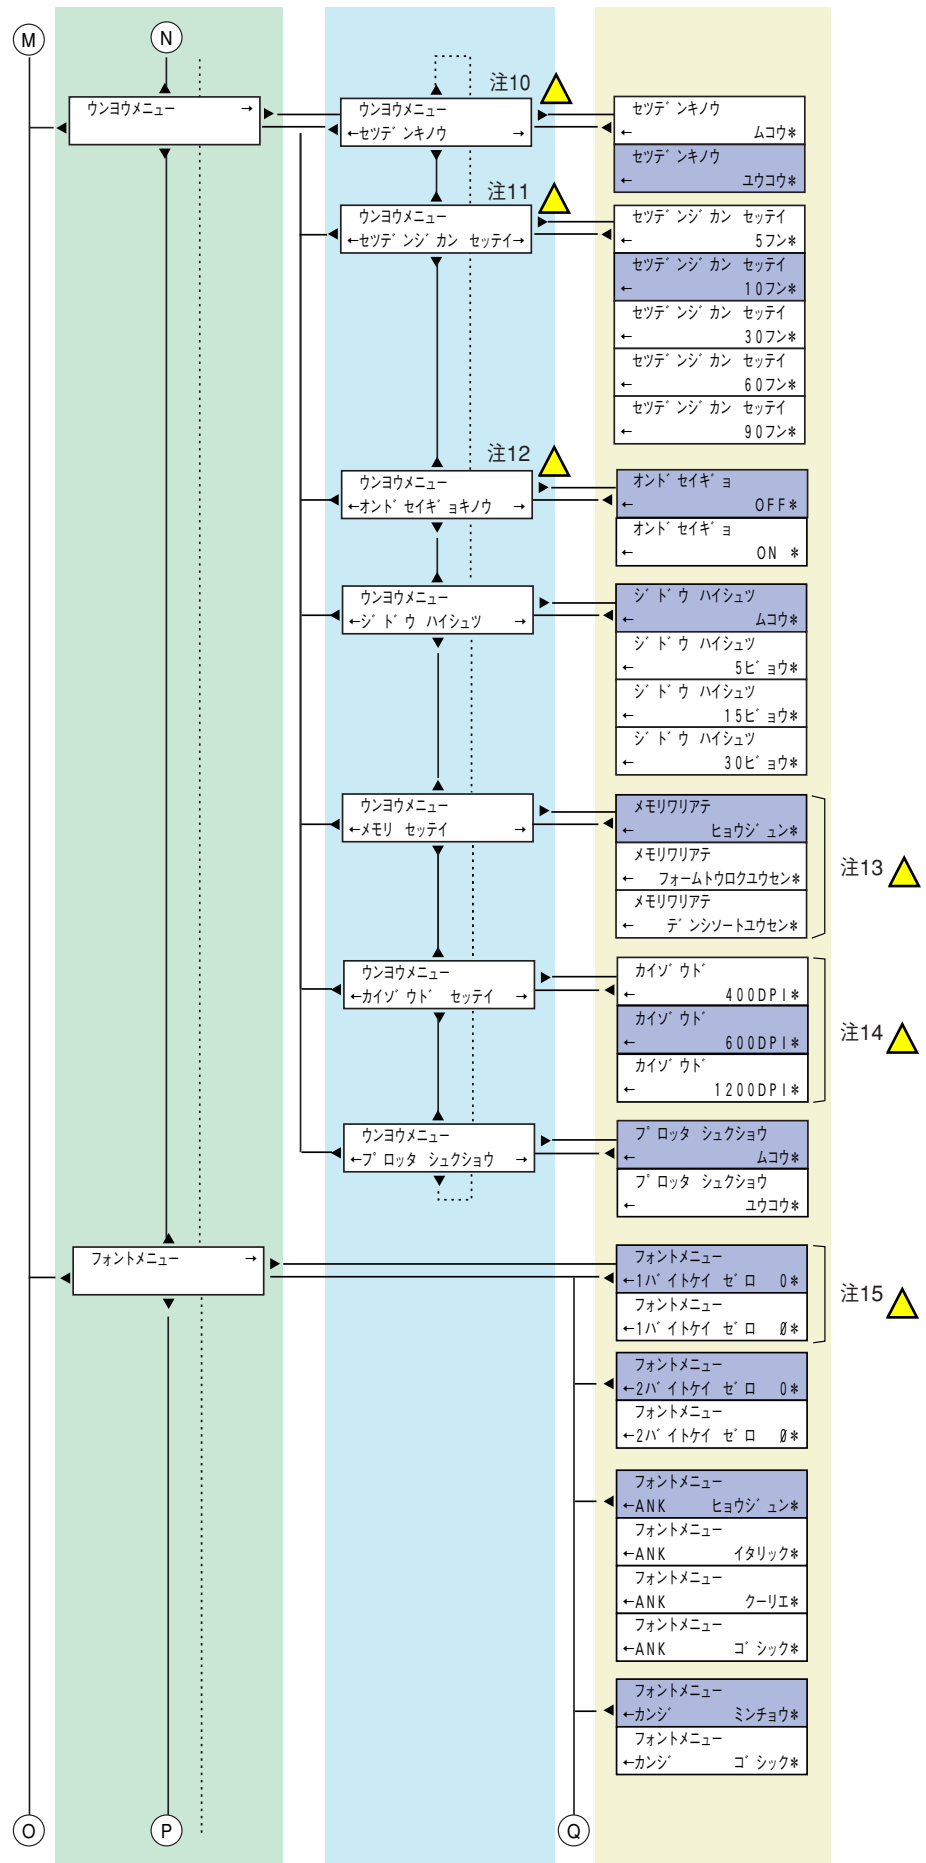 M
N
ウンヨウメニュー →
注10
ウンヨウメニュー
←セツデンキノウ →
セツデンキノウ
← ムコウ*
セツデンキノウ
← ユウコウ*
注11
ウンヨウメニュー
←セツデンジカン セッテイ→
セツデンジカン セッテイ
← 5フン*
セツデンジカン セッテイ
← 10フン*
セツデンジカン セッテイ
← 30フン*
セツデンジカン セッテイ
← 60フン*
セツデンジカン セッテイ
← 90フン*
注12
ウンヨウメニュー
←オンドセイギョキノウ →
オンドセイギョ
← OFF*
オンドセイギョ
← ON *
ウンヨウメニュー
←ジドウ ハイシュツ →
ジドウ ハイシュツ
← ムコウ*
ジドウ ハイシュツ
← 5ビョウ*
ジドウ ハイシュツ
← 15ビョウ*
ジドウ ハイシュツ
← 30ビョウ*
ウンヨウメニュー
←メモリ セッテイ →
メモリワリアテ
← ヒョウジュン*
メモリワリアテ
← フォームトウロクユウセン*
メモリワリアテ
← デンシソートユウセン*
注13
ウンヨウメニュー
←カイゾウド セッテイ →
カイゾウド
← 400DPI*
カイゾウド
← 600DPI*
カイゾウド
← 1200DPI*
注14
ウンヨウメニュー
←プロッタ シュクショウ →
プロッタ シュクショウ
← ムコウ*
プロッタ シュクショウ
← ユウコウ*
フォントメニュー →
フォントメニュー
←1バイトケイ ゼロ 0*
フォントメニュー
←1バイトケイ ゼロ Ø*
注15
フォントメニュー
←2バイトケイ ゼロ 0*
フォントメニュー
←2バイトケイ ゼロ Ø*
フォントメニュー
←ANK ヒョウジュン*
フォントメニュー
←ANK イタリック*
フォントメニュー
←ANK クーリエ*
フォントメニュー
←ANK ゴシック*
フォントメニュー
←カンジ ミンチョウ*
フォントメニュー
←カンジ ゴシック*
O
P
Q